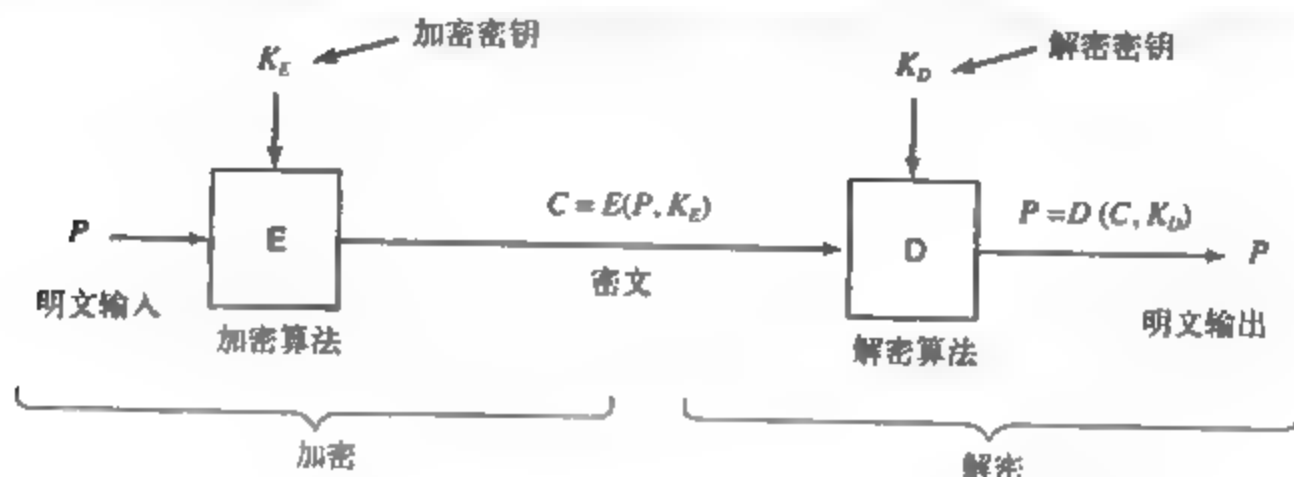 加密密钥
K_E
解密密钥
K_D
C = E(P, K_E)
P = D (C, K_D)
P
E
D
P
密文
明文输入
加密算法
解密算法
明文输出
加密
解密